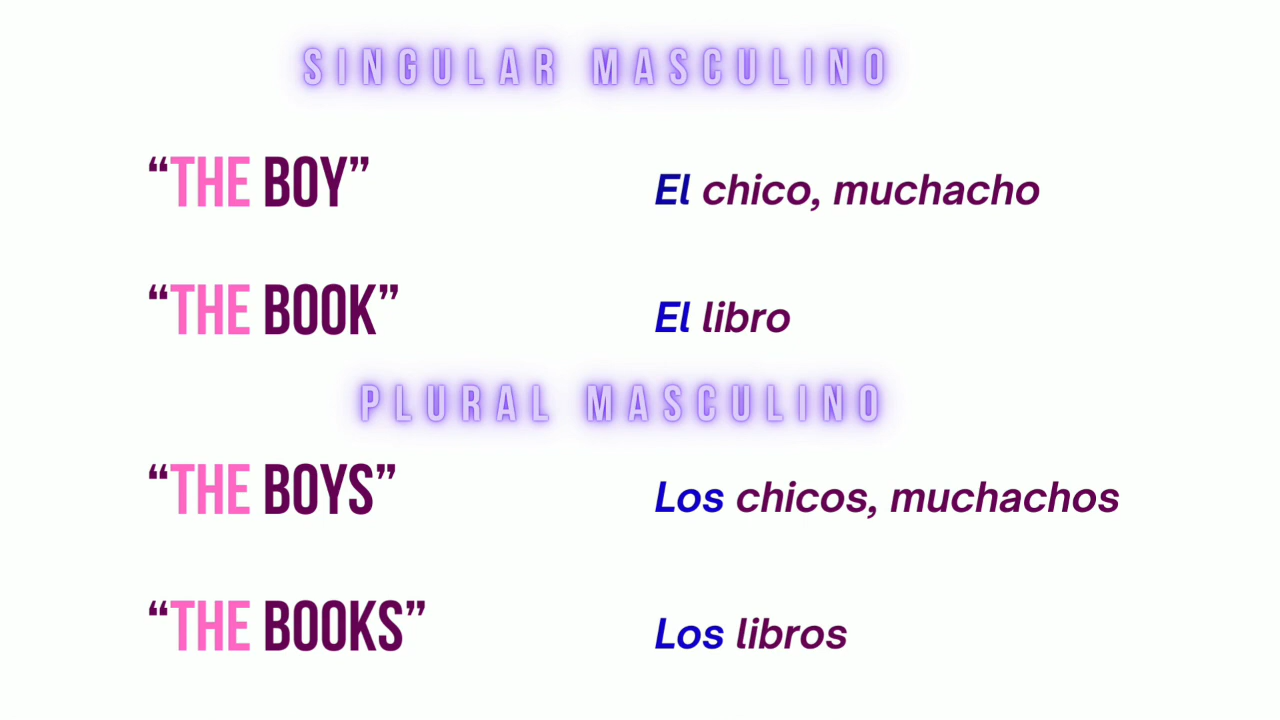 SINGULAR MASCULINO
“THE BOY” El chico, muchacho
“THE BOOK” El libro
PLURAL MASCULINO
“THE BOYS” Los chicos, muchachos
“THE BOOKS” Los libros